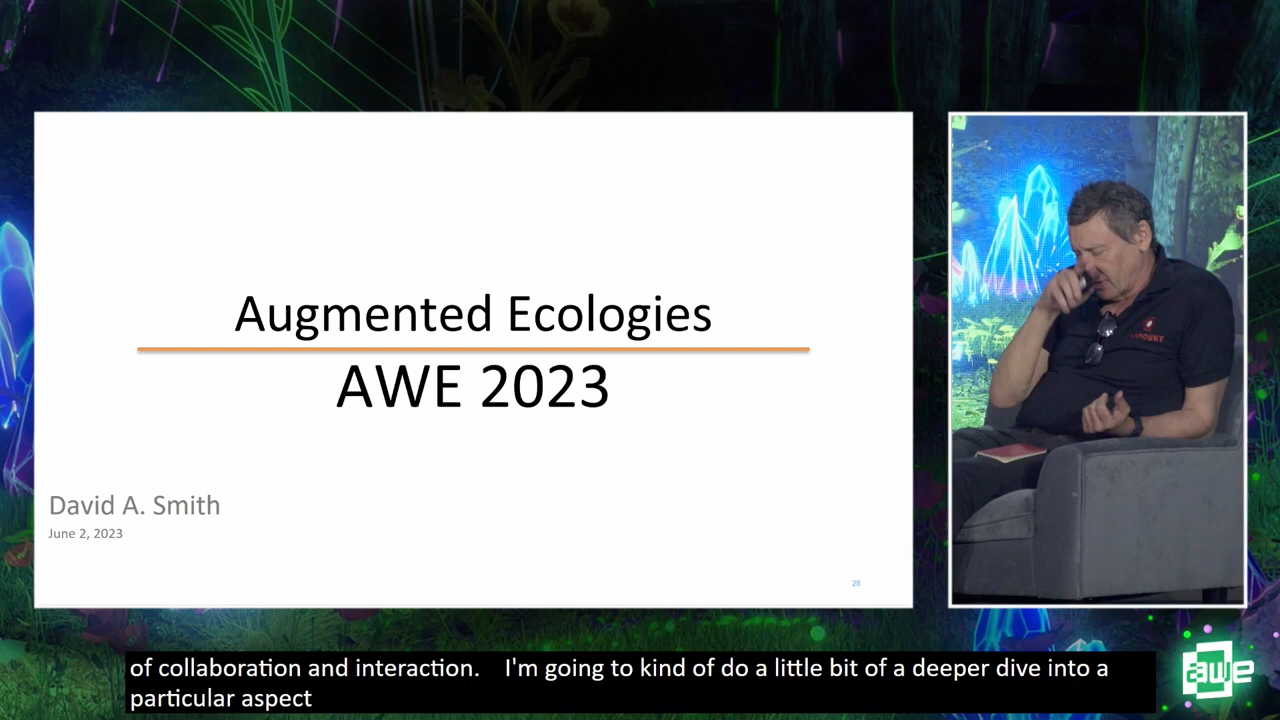 Augmented Ecologies
AWE 2023
David A. Smith
June 2, 2023
28
of collaboration and interaction. I'm going to kind of do a little bit of a deeper dive into a
particular aspect
awe